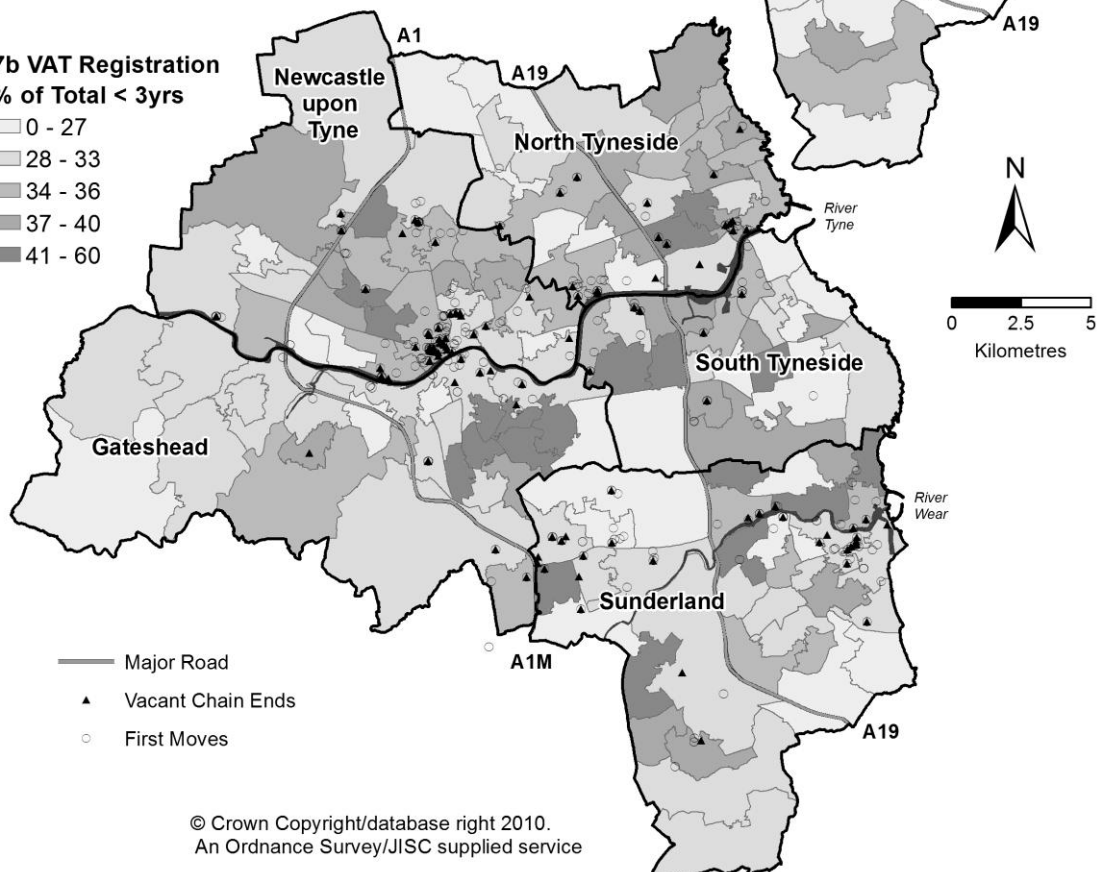 A19
7b VAT Registration
% of Total < 3yrs
0 - 27
28 - 33
34 - 36
37 - 40
41 - 60
A1
A19
Newcastle
upon
Tyne
North Tyneside
N
River
Tyne
0 2.5 5
Kilometres
South Tyneside
Gateshead
River
Wear
Sunderland
A1M
A19
Major Road
Vacant Chain Ends
First Moves
© Crown Copyright/database right 2010.
An Ordnance Survey/JISC supplied service